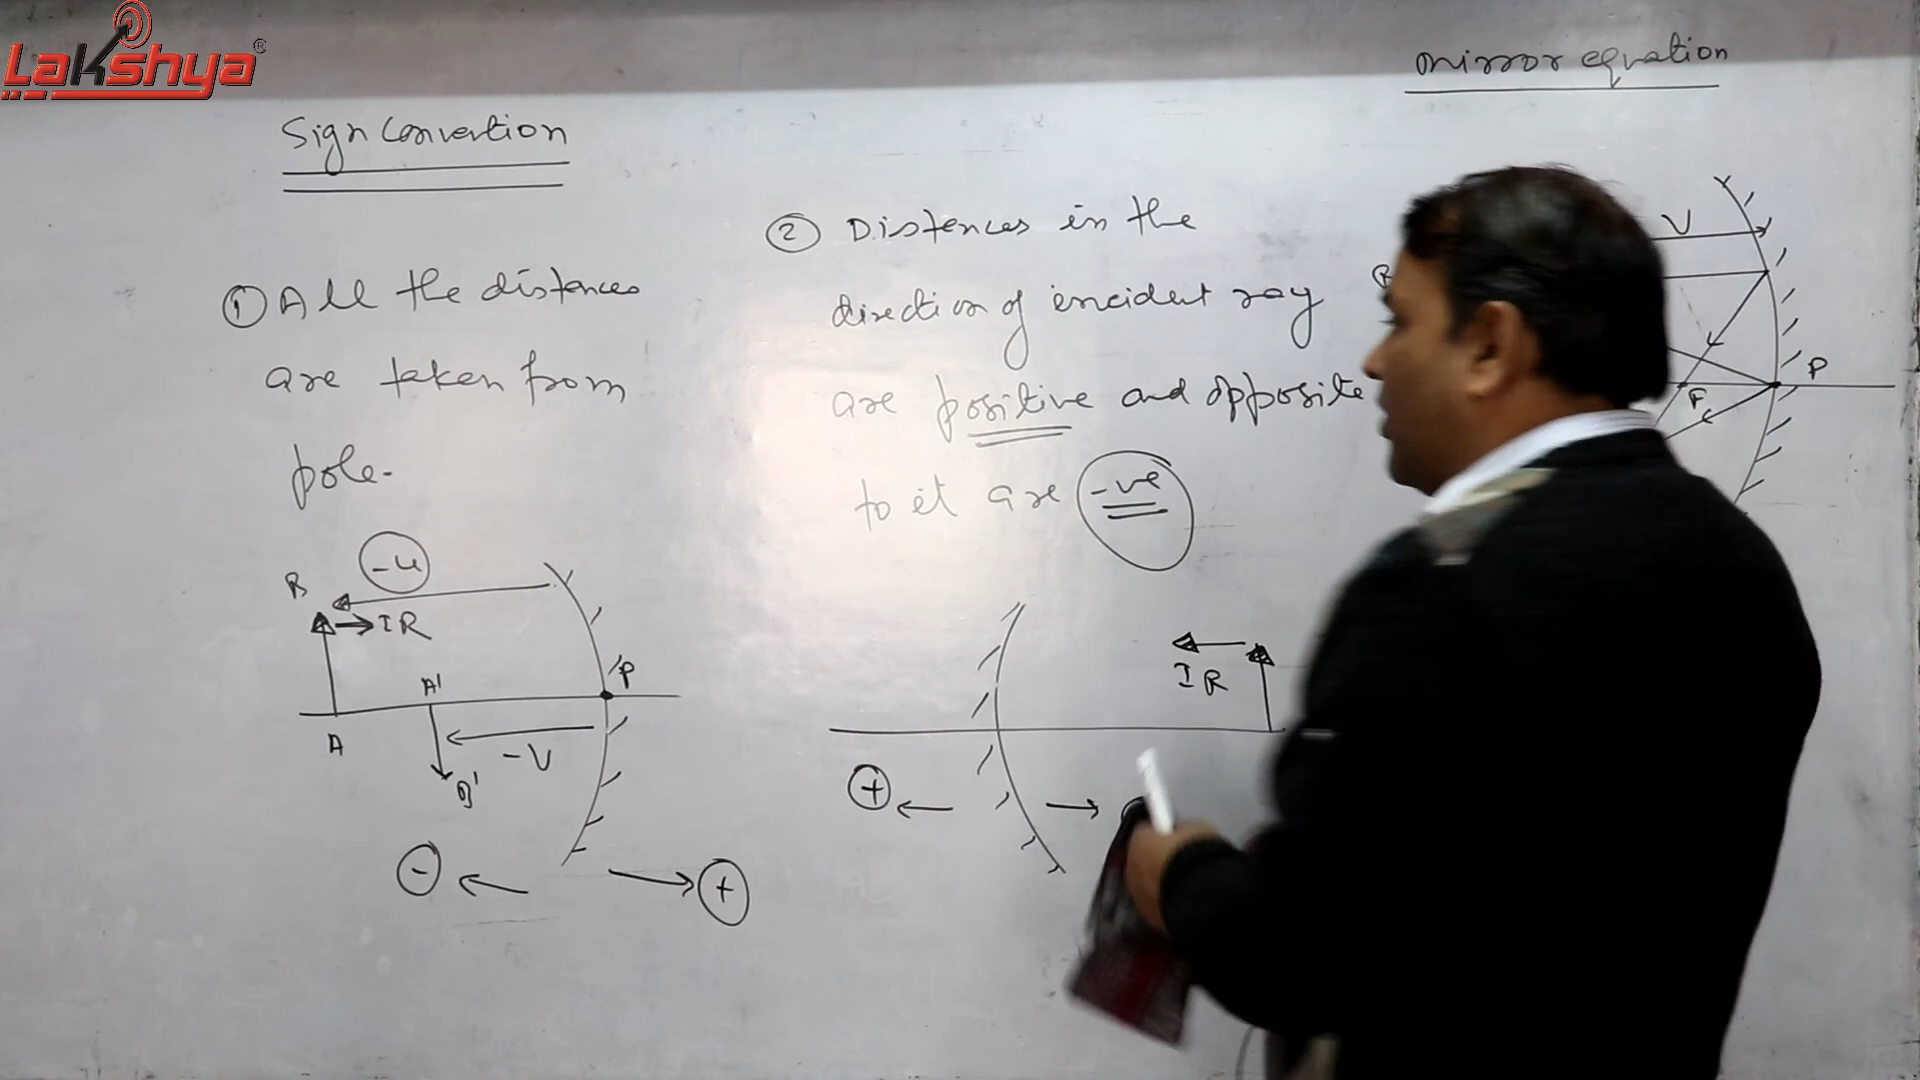 Lakshya®
Sign Convention
① All the distances
are taken from
pole.
② Distances in the
direction of incident ray
are positive and opposite
to it are -ve
mirror equation
-u
B
IR
A
A'
P
-V
B'
-
+
IR
+
U
B
F
P